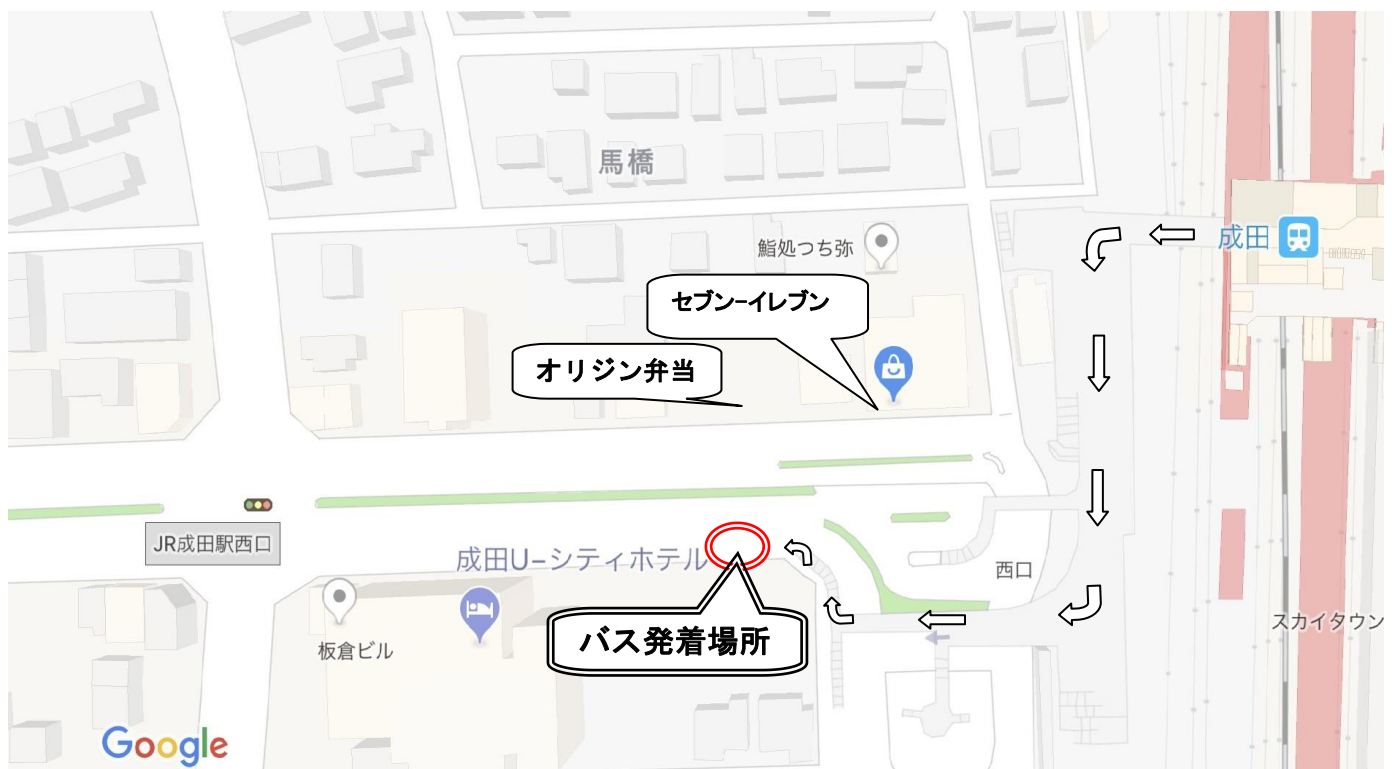 馬橋
成田
鮨処つち弥
セブン-イレブン
オリジン弁当
JR成田駅西口
成田U-シティホテル
西口
板倉ビル
バス発着場所
スカイタウン
Google